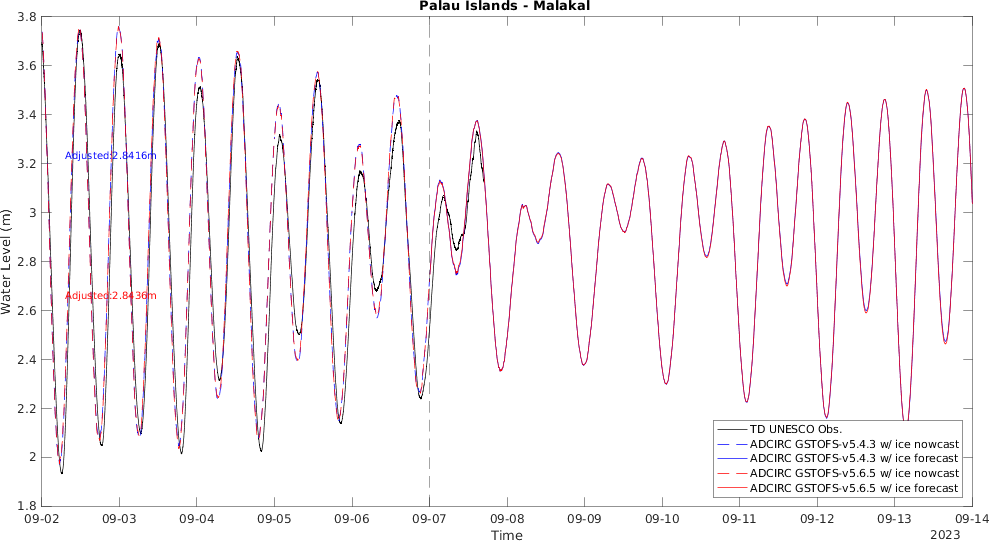 Palau Islands - Malakal
3.8
3.6
3.4
3.2
3
2.8
2.6
2.4
2.2
2
1.8
Water Level (m)
Adjusted:2.8416m
Adjusted:2.8436m
TD UNESCO Obs.
ADCIRC GSTOFS-v5.4.3 w/ ice nowcast
ADCIRC GSTOFS-v5.4.3 w/ ice forecast
ADCIRC GSTOFS-v5.6.5 w/ ice nowcast
ADCIRC GSTOFS-v5.6.5 w/ ice forecast
09-02 09-03 09-04 09-05 09-06 09-07 09-08 09-09 09-10 09-11 09-12 09-13 09-14
Time
2023